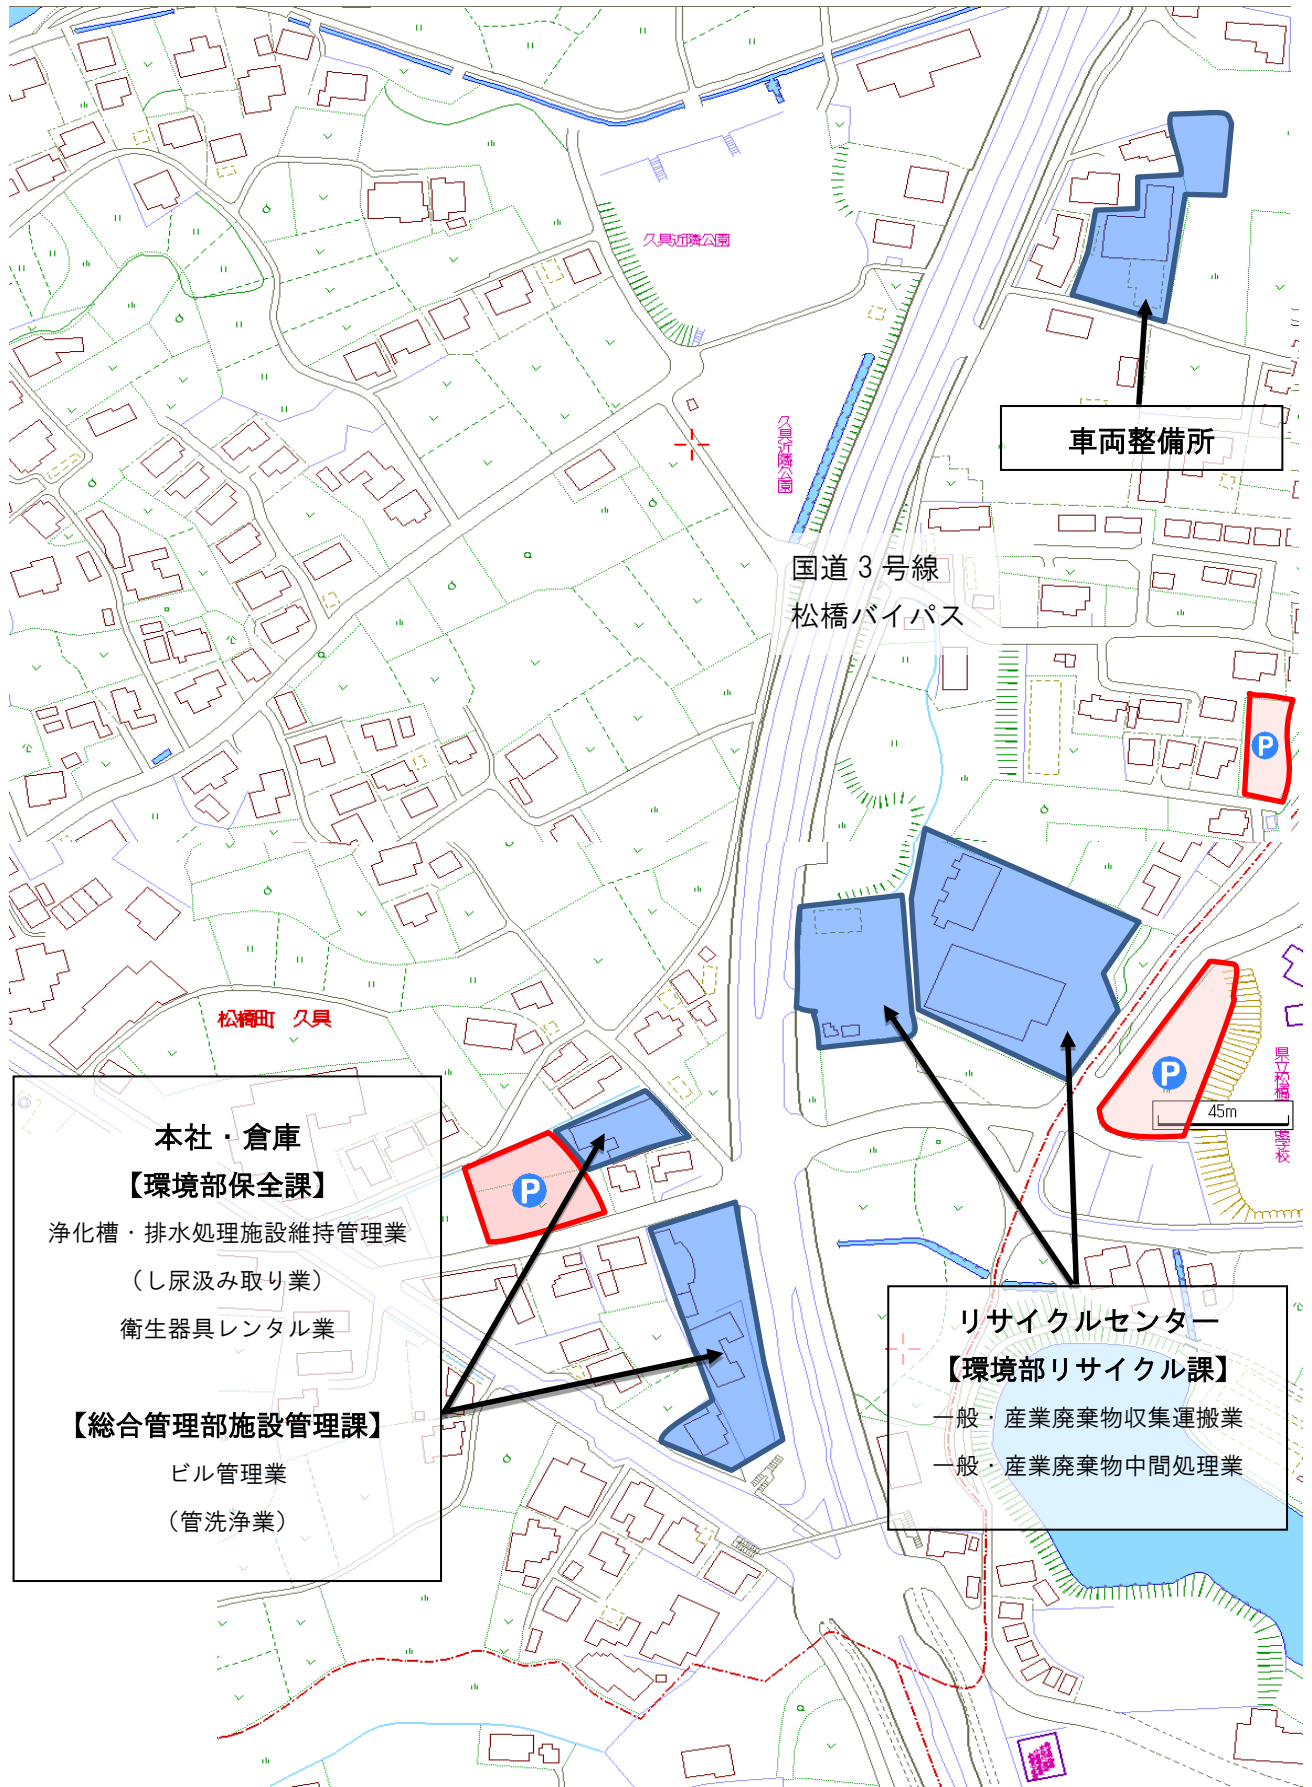 久具近隣公園
車両整備所
久具近隣公園
国道3号線
松橋バイパス
P
松橋町 久具
P
45m
県立松橋
学校
本社・倉庫
【環境部保全課】
浄化槽・排水処理施設維持管理業
（し尿汲み取り業）
衛生器具レンタル業
【総合管理部施設管理課】
ビル管理業
（管洗浄業）
P
リサイクルセンター
【環境部リサイクル課】
一般・産業廃棄物収集運搬業
一般・産業廃棄物中間処理業